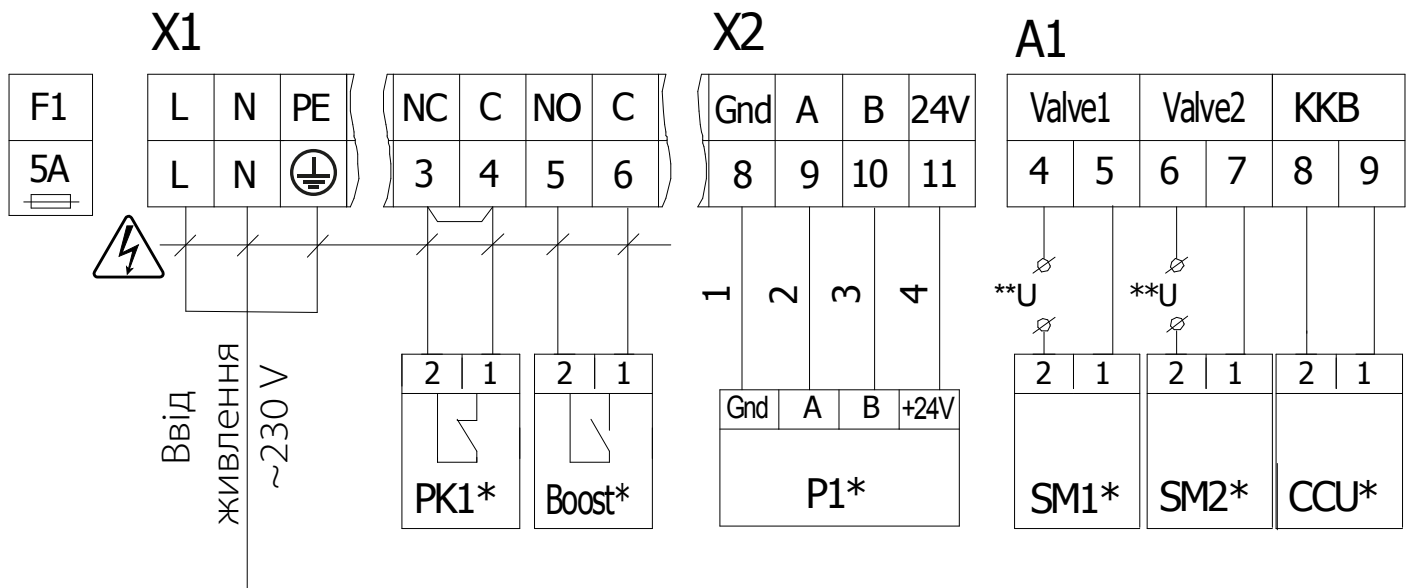 X1 X2 A1
F1 L N PE NC C NO C Gnd A B 24V Valve1 Valve2 KKB
5A L N 3 4 5 6 8 9 10 11 4 5 6 7 8 9
1 2 3 4
**U **U
2 1 2 1 2 1 2 1 2 1
Gnd A B +24V
PK1* Boost* P1* SM1* SM2* CCU*
Ввід
живлення
~230 V